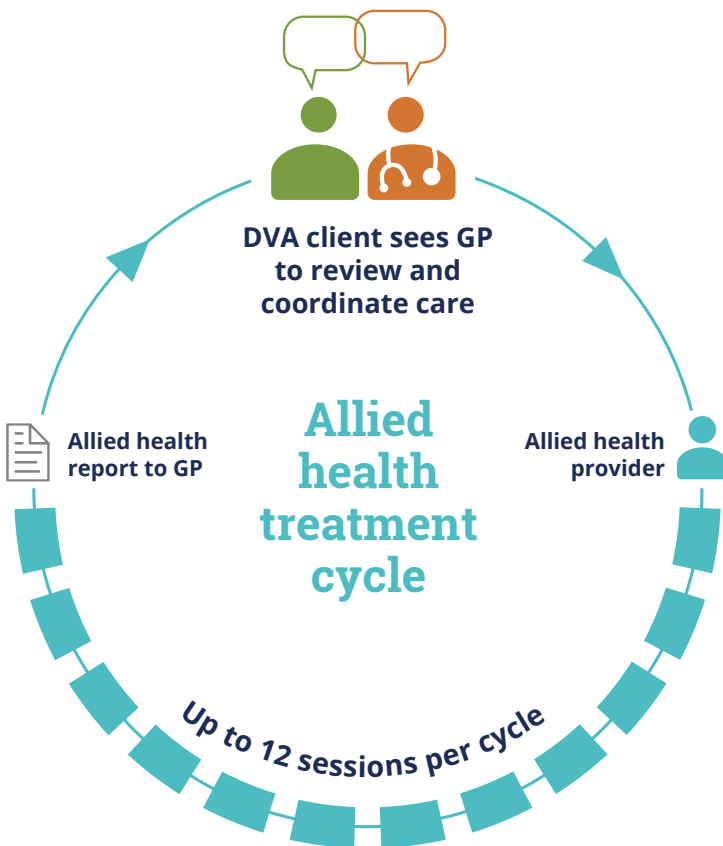 DVA client sees GP
to review and
coordinate care
Allied health
report to GP
Allied
health
treatment
cycle
Allied health
provider
Up to 12 sessions per cycle